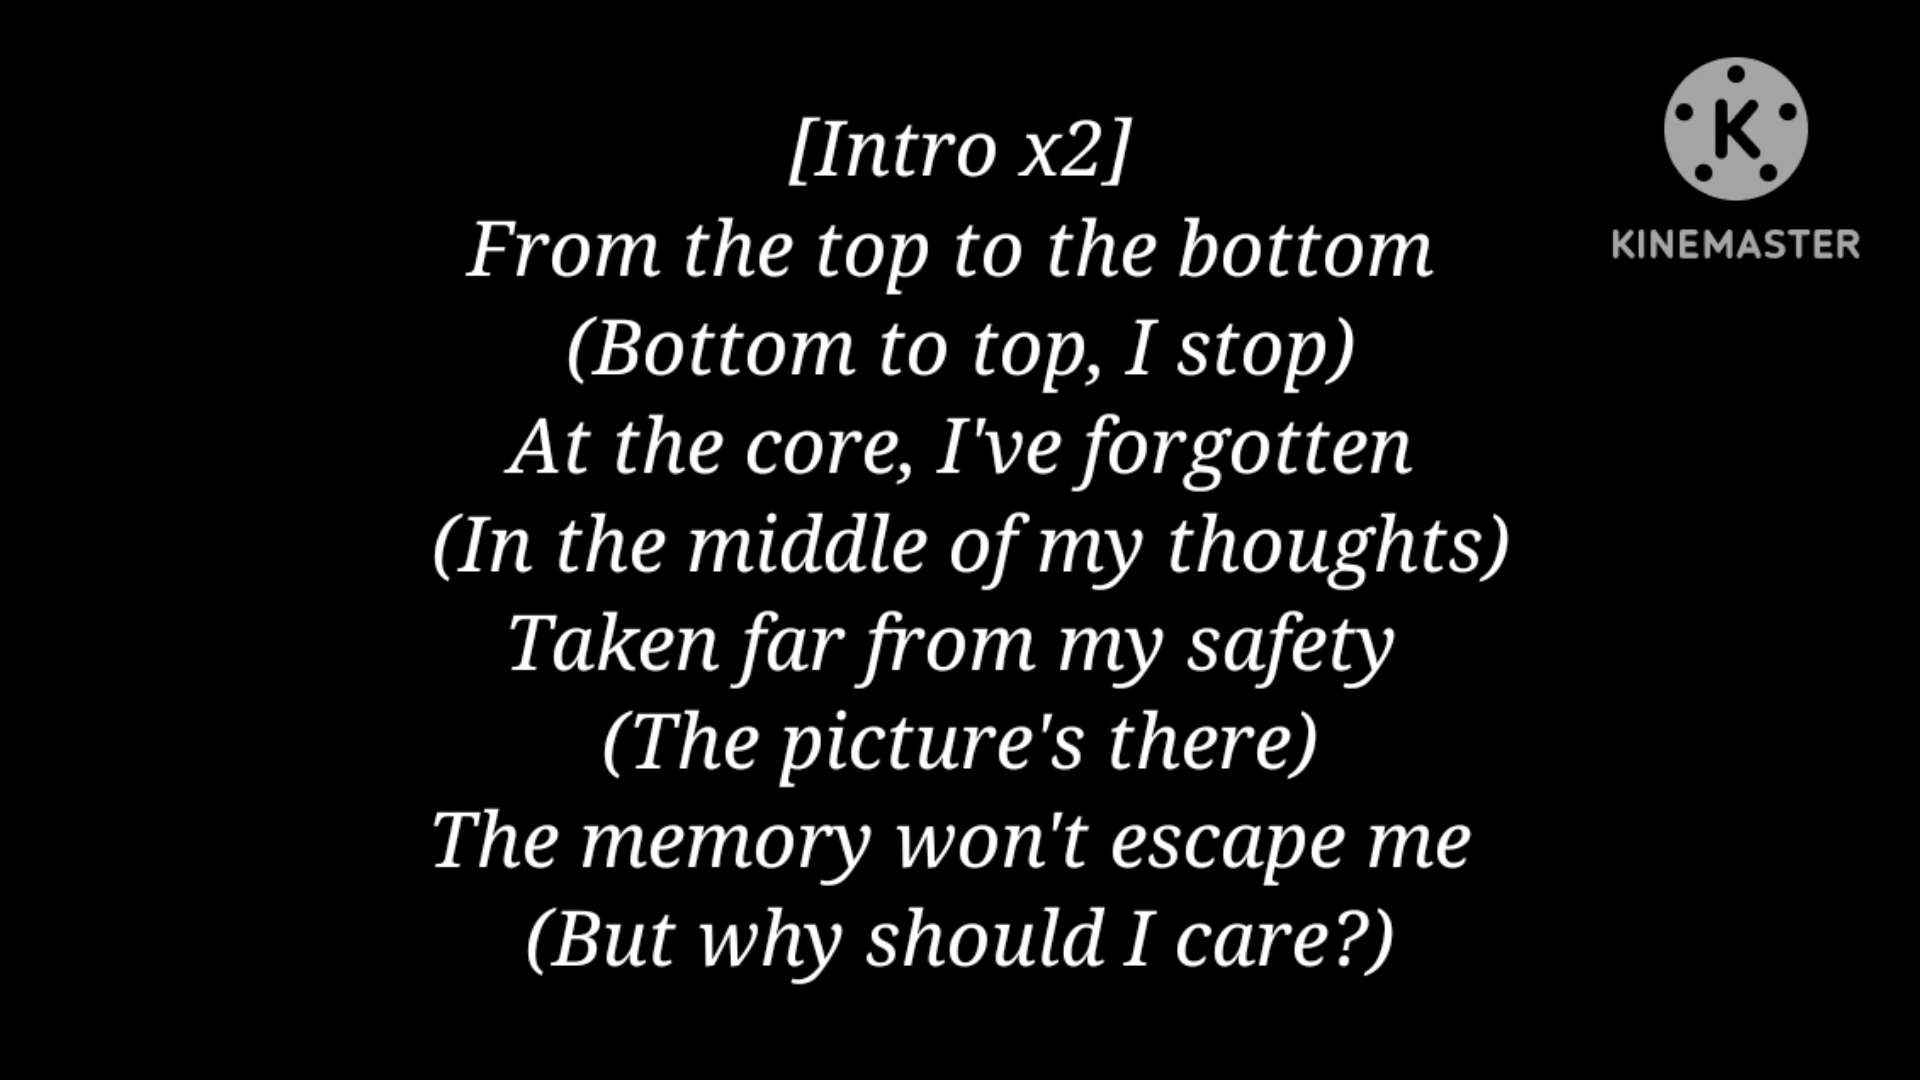 [Intro x2]
From the top to the bottom
(Bottom to top, I stop)
At the core, I've forgotten
(In the middle of my thoughts)
Taken far from my safety
(The picture's there)
The memory won't escape me
(But why should I care?)
K
KINEMASTER